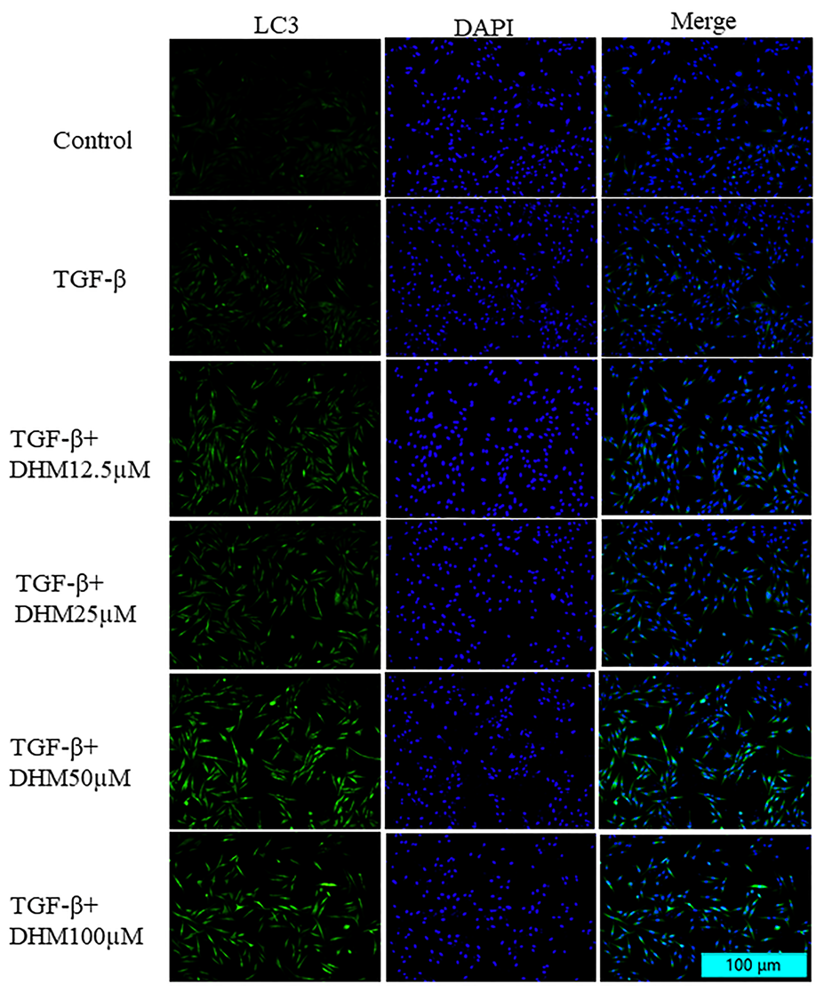 LC3 DAPI Merge
Control
TGF-β
TGF-β+
DHM12.5μM
TGF-β+
DHM25μM
TGF-β+
DHM50μM
TGF-β+
DHM100μM
100 μm